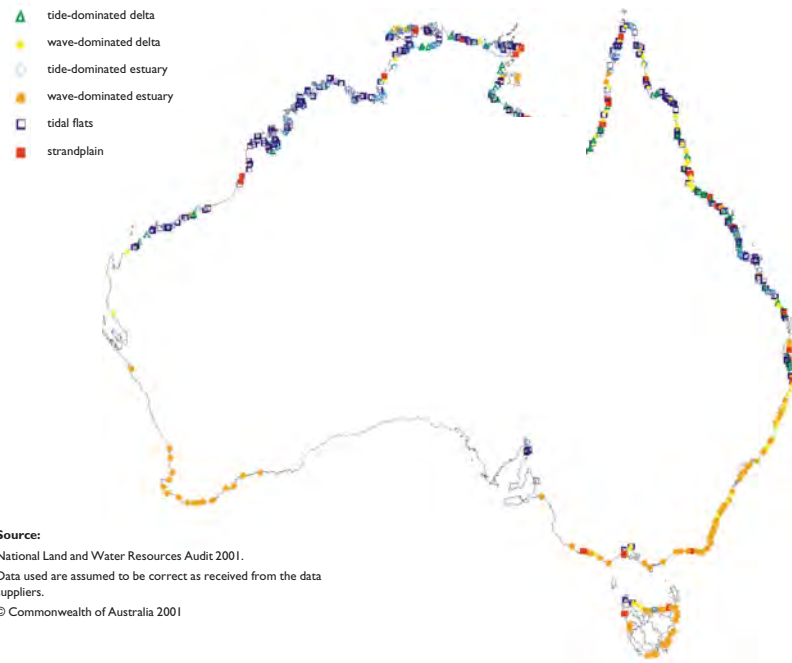 tide-dominated delta
wave-dominated delta
tide-dominated estuary
wave-dominated estuary
tidal flats
strandplain
Source:
National Land and Water Resources Audit 2001.
Data used are assumed to be correct as received from the data
suppliers.
© Commonwealth of Australia 2001